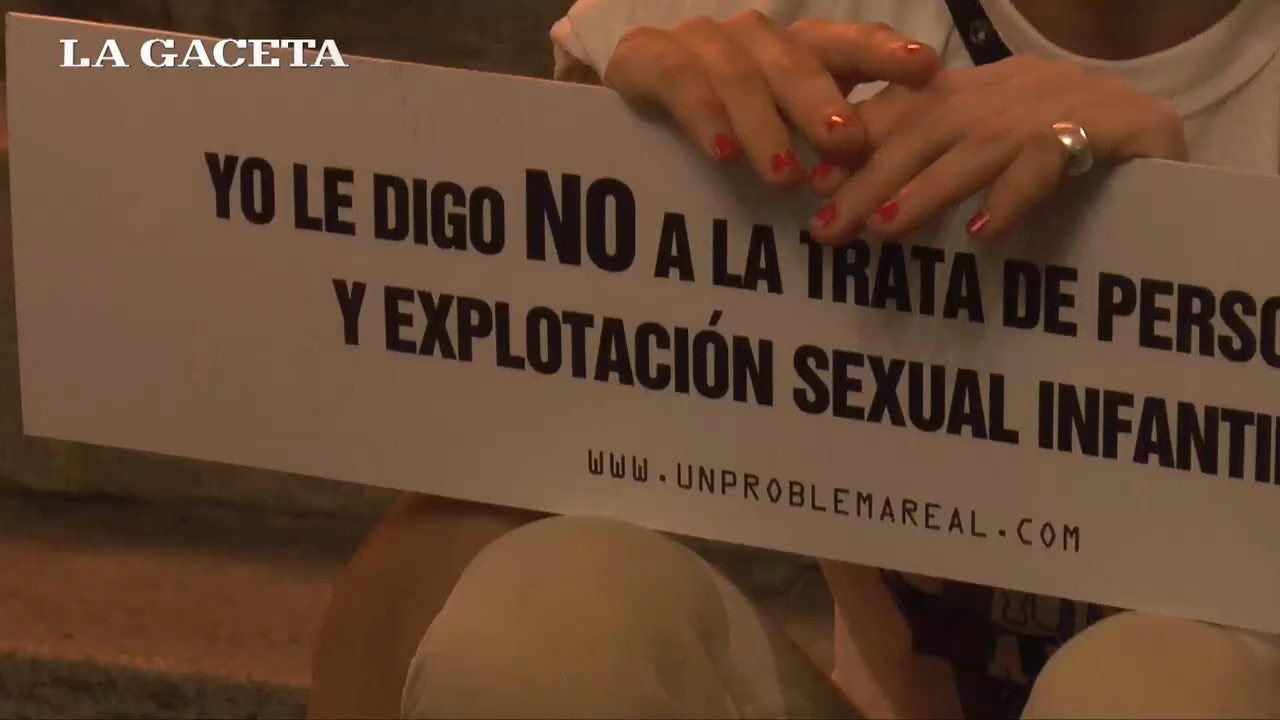 LA GACETA
YO LE DIGO NO A LA TRATA DE PERSO
Y EXPLOTACIÓN SEXUAL INFANTI
WWW.UNPROBLEMAREAL.COM